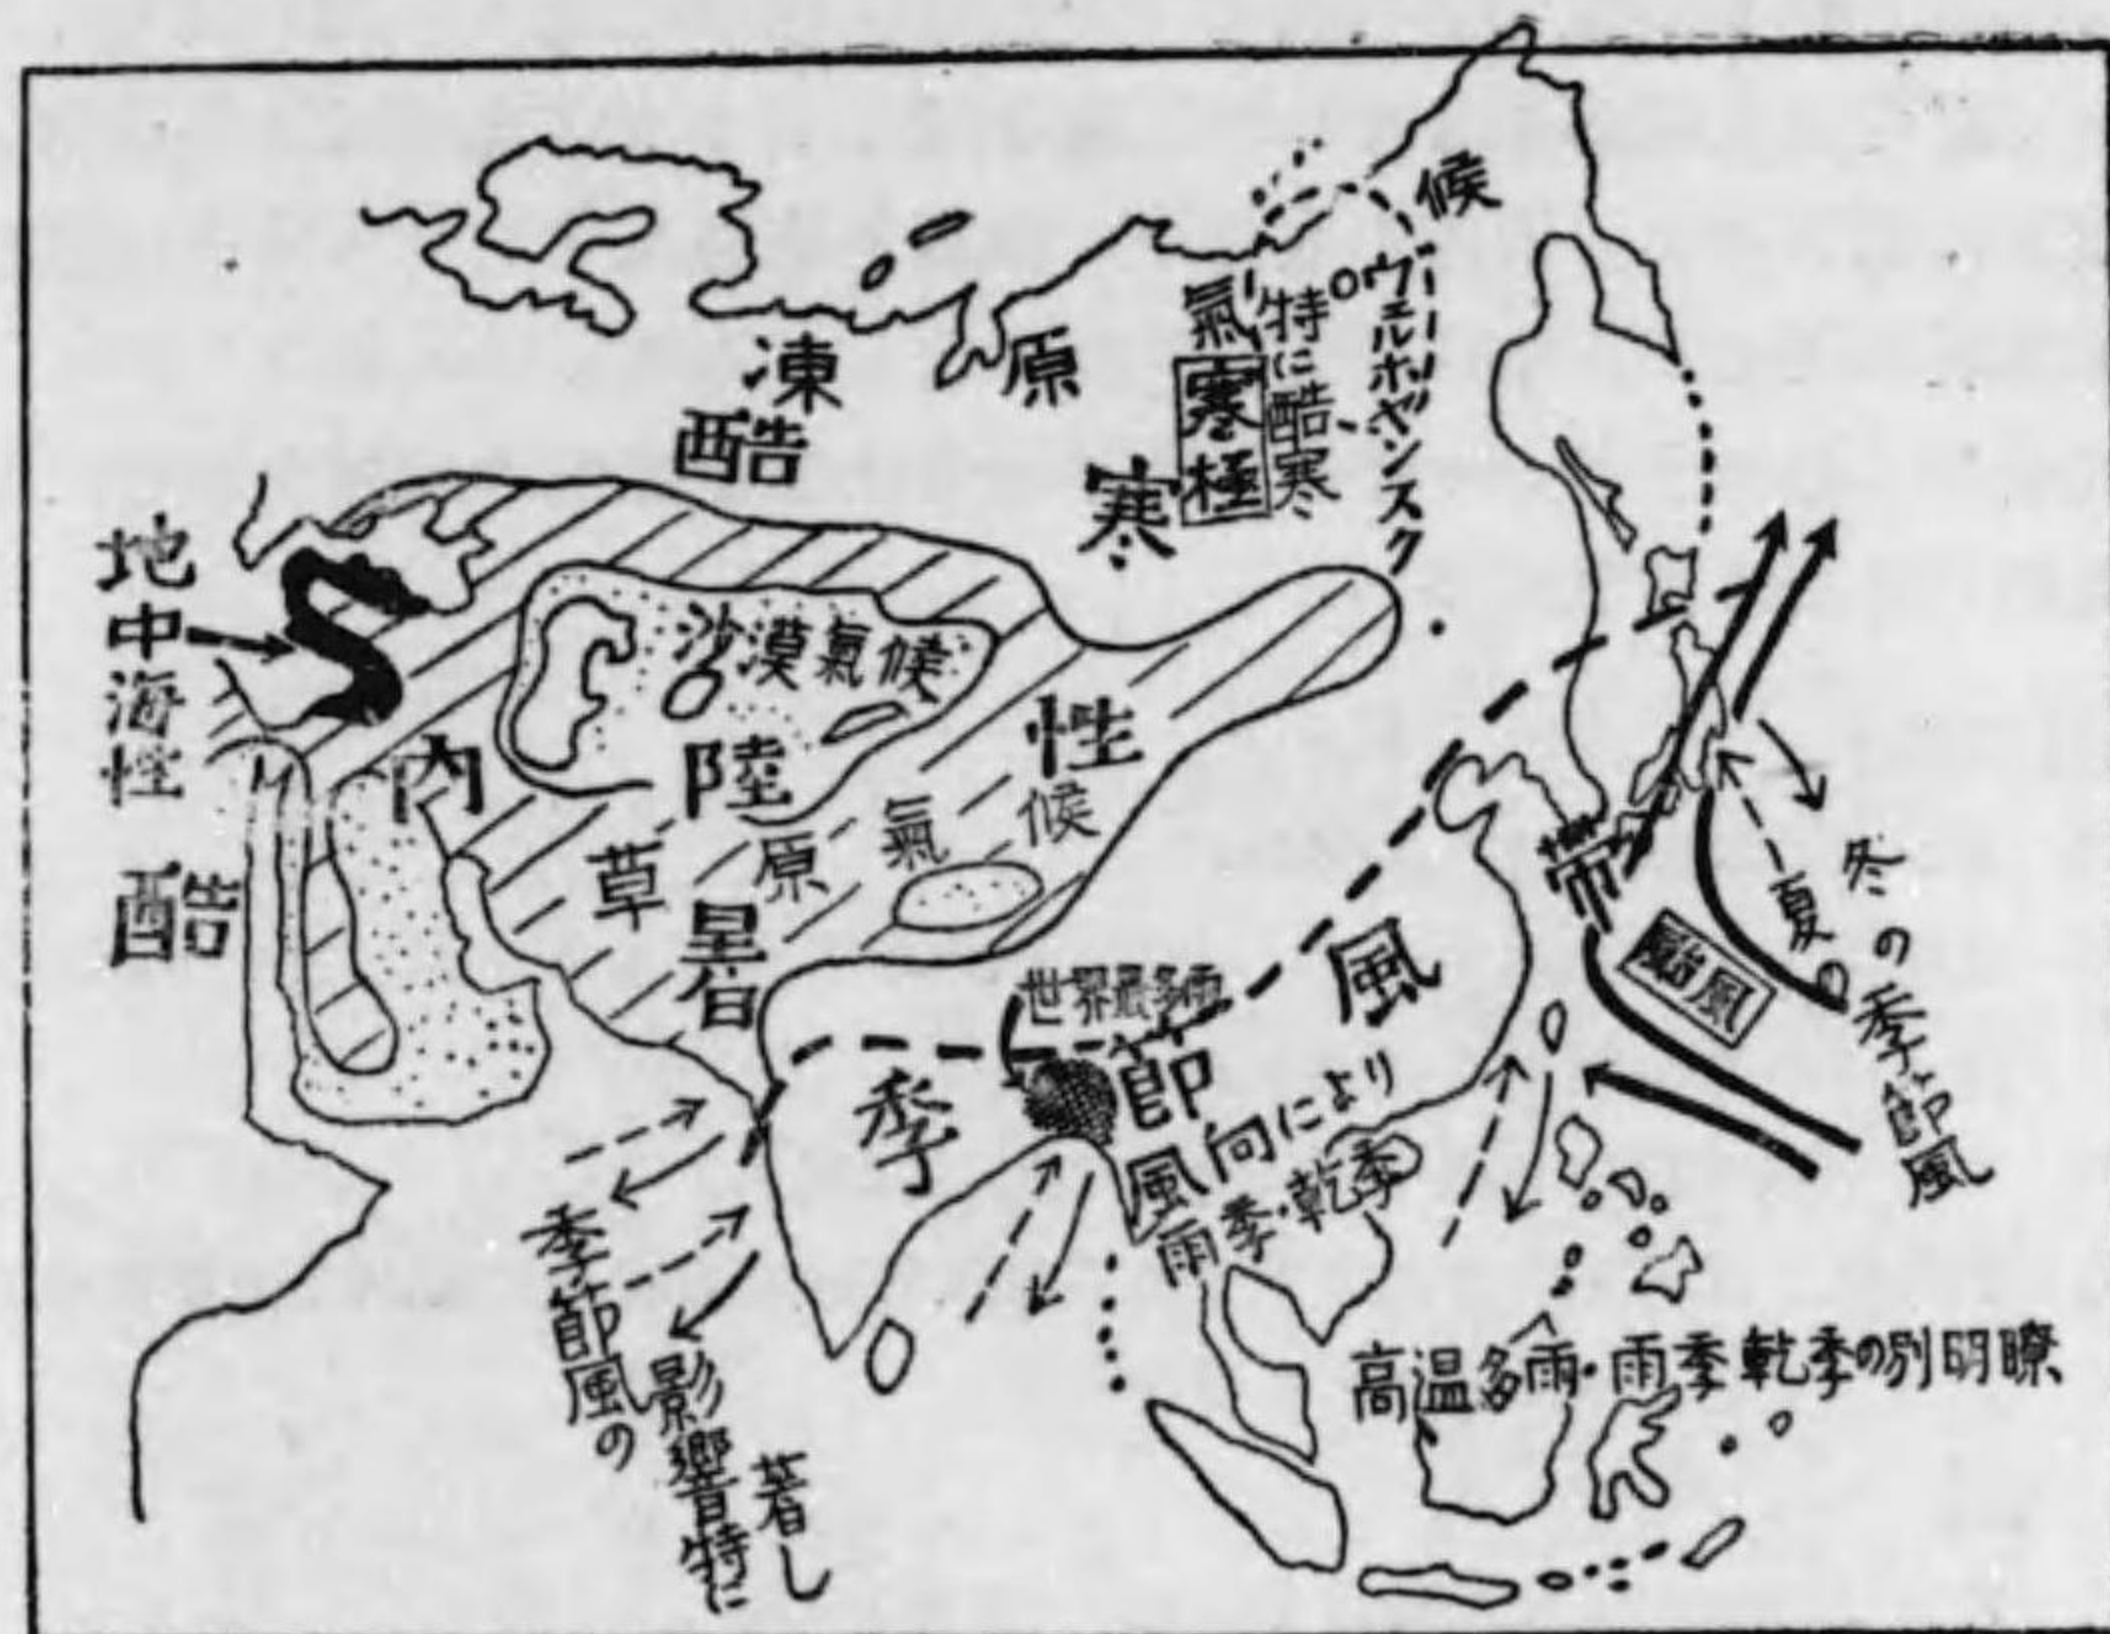 凍原氣候
酷寒
寒極
特に酷寒
ウエルホヤンスク
地中海性
沙漠氣候
内陸性
草原氣候
酷暑
世界最多雨
季節風帯
風向により
雨季・乾季
颱風
夏の
冬の季節風
季節風の
影響特に
著し
高温多雨・雨季乾季の別明瞭